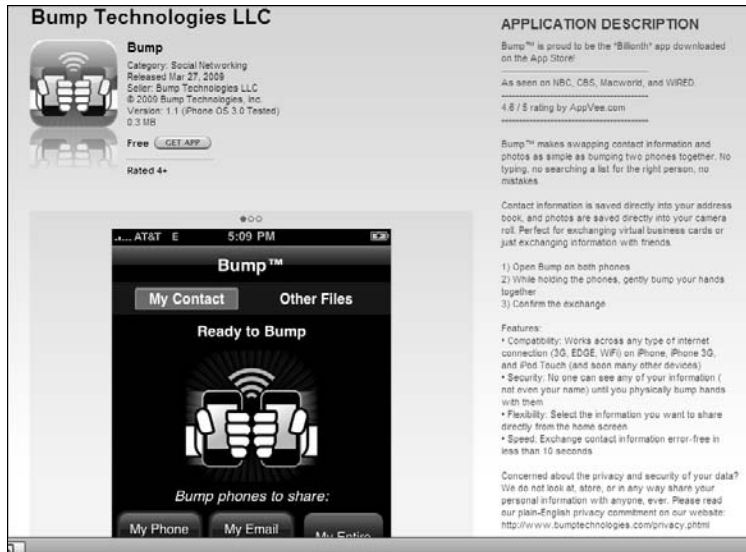 Bump Technologies LLC
Bump
Category: Social Networking
Released Mar 27, 2009
Seller: Bump Technologies LLC
© 2009 Bump Technologies, Inc.
Version: 1.1 (iPhone OS 3.0 Tested)
0.3 MB
Free GET APP
Rated 4+
AT&T E 5:09 PM
Bump™
My Contact Other Files
Ready to Bump
Bump phones to share:
My Phone My Email My Entire
APPLICATION DESCRIPTION
Bump™ is proud to be the "Billionth" app downloaded
on the App Store!
As seen on NBC, CBS, Macworld, and WIRED.
4.6 / 5 rating by AppVee.com
Bump™ makes swapping contact information and
photos as simple as bumping two phones together. No
typing, no searching a list for the right person, no
mistakes
Contact information is saved directly into your address
book, and photos are saved directly into your camera
roll. Perfect for exchanging virtual business cards or
just exchanging information with friends.
1) Open Bump on both phones
2) While holding the phones, gently bump your hands
together
3) Confirm the exchange
Features:
• Compatibility: Works across any type of internet
connection (3G, EDGE, WiFi) on iPhone, iPhone 3G,
and iPod Touch (and soon many other devices)
• Security: No one can see any of your information (
not even your name) until you physically bump hands
with them
• Flexibility: Select the information you want to share
directly from the home screen
• Speed: Exchange contact information error-free in
less than 10 seconds
Concerned about the privacy and security of your data?
We do not look at, store, or in any way share your
personal information with anyone, ever. Please read
our plain-English privacy commitment on our website:
http://www.bumptechnologies.com/privacy.phtml